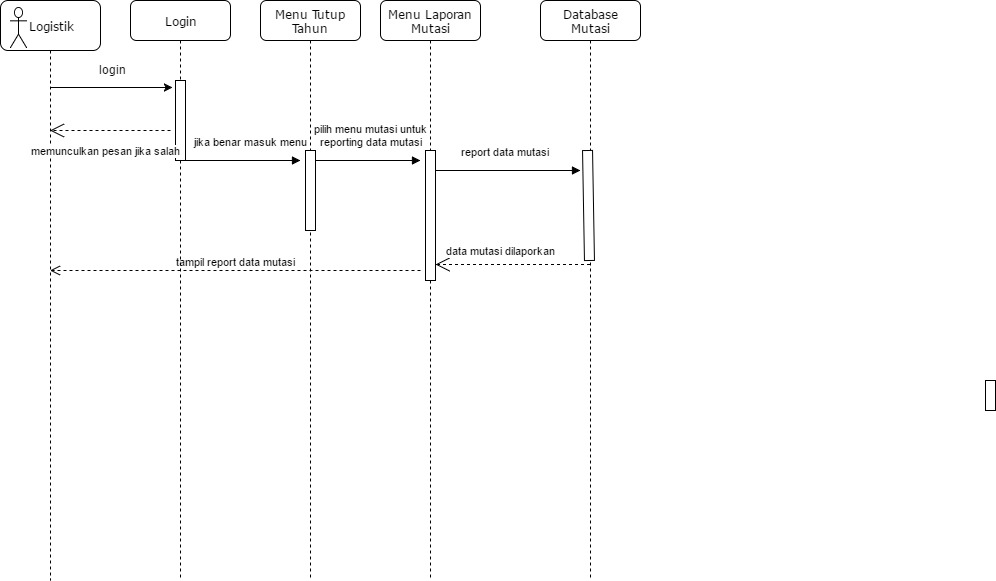 Logistik
Login
Menu Tutup
Tahun
Menu Laporan
Mutasi
Database
Mutasi
login
memunculkan pesan jika salah
jika benar masuk menu
pilih menu mutasi untuk
reporting data mutasi
report data mutasi
data mutasi dilaporkan
tampil report data mutasi